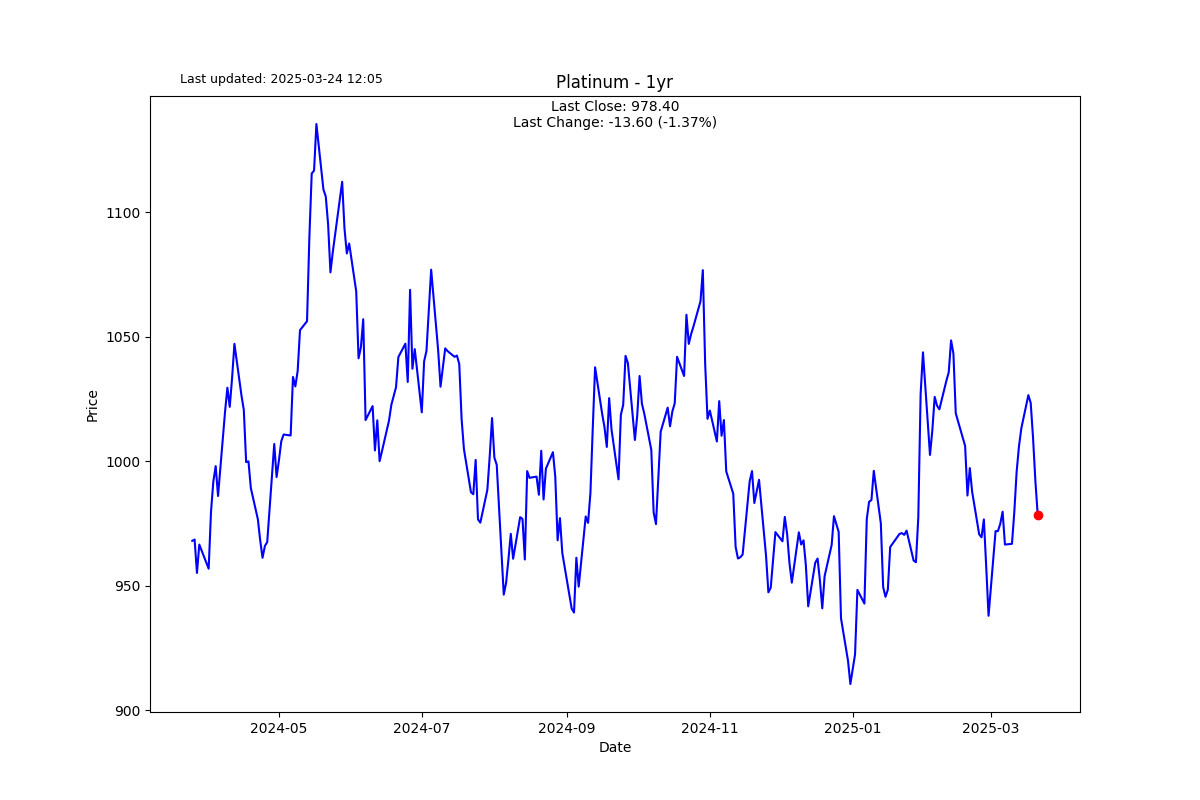 Last updated: 2025-03-24 12:05
Platinum - 1yr
Last Close: 978.40
Last Change: -13.60 (-1.37%)
Price
1100
1050
1000
950
900
2024-05
2024-07
2024-09
2024-11
2025-01
2025-03
Date